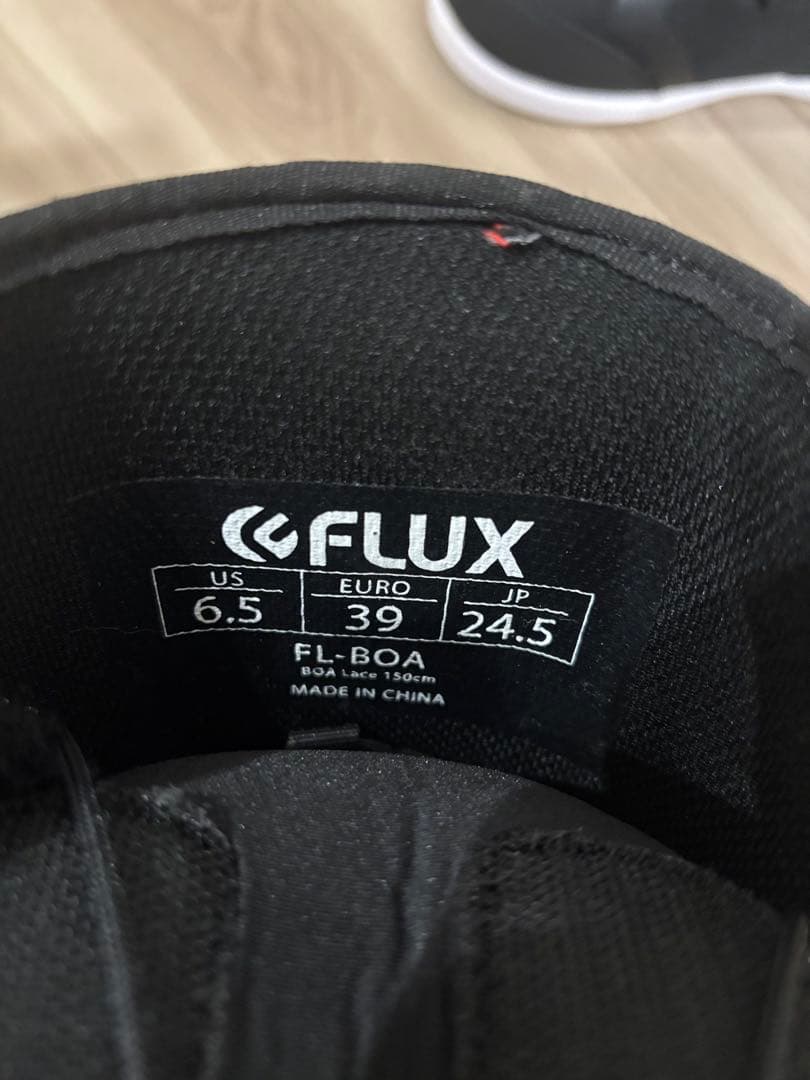 FLUX
US EURO JP
6.5 39 24.5
FL-BOA
BOA Lace 150cm
MADE IN CHINA